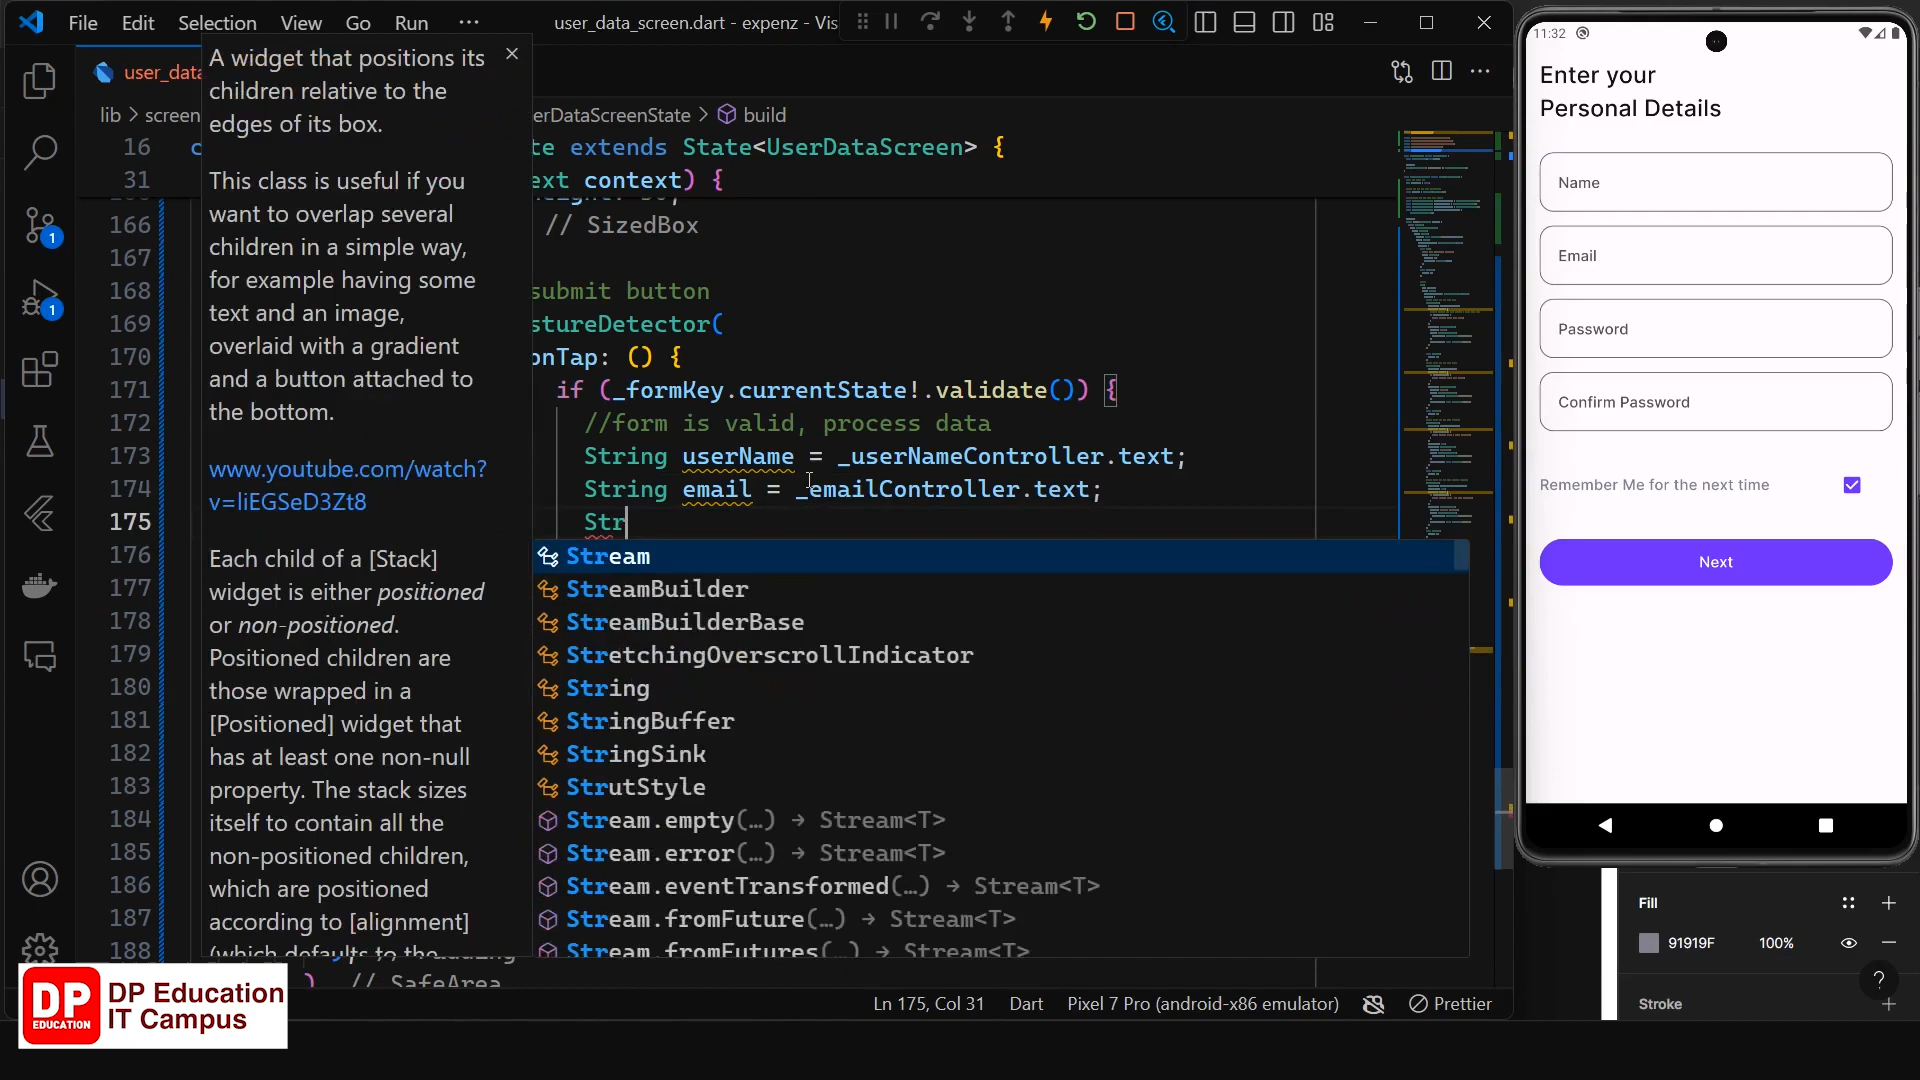 File Edit Selection View Go Run ···
user_data_screen.dart - expenz - Vis
user_data
lib > screen
erDataScreenState > build
A widget that positions its
children relative to the
edges of its box.
This class is useful if you
want to overlap several
children in a simple way,
for example having some
text and an image,
overlaid with a gradient
and a button attached to
the bottom.
www.youtube.com/watch?
v=liEGSeD3Zt8
Each child of a [Stack]
widget is either positioned
or non-positioned.
Positioned children are
those wrapped in a
[Positioned] widget that
has at least one non-null
property. The stack sizes
itself to contain all the
non-positioned children,
which are positioned
according to [alignment]
(which defaults to the
16 c te extends State<UserDataScreen> {
31 ext context) {
166 // SizedBox
167
168 submit button
169 stureDetector(
170 onTap: () {
171 if (_formKey.currentState!.validate()) {
172 //form is valid, process data
173 String userName = _userNameController.text;
174 String email = _emailController.text;
175 Str
176
177
178
179
180
181
182
183
184
185
186
187
188
Stream
StreamBuilder
StreamBuilderBase
StretchingOverscrollIndicator
String
StringBuffer
StringSink
StrutStyle
Stream.empty(…) → Stream<T>
Stream.error(…) → Stream<T>
Stream.eventTransformed(…) → Stream<T>
Stream.fromFuture(…) → Stream<T>
Stream.fromFutures(…) → Stream<T>
) // SafeArea
1
1
Ln 175, Col 31 Dart Pixel 7 Pro (android-x86 emulator) Prettier
DP
EDUCATION
DP Education
IT Campus
11:32
Enter your
Personal Details
Name
Email
Password
Confirm Password
Remember Me for the next time
Next
Fill
91919F 100%
?
Stroke